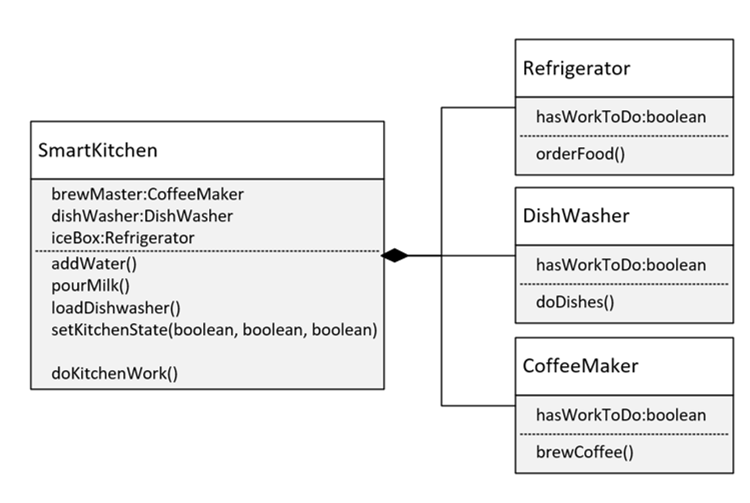 SmartKitchen
brewMaster:CoffeeMaker
dishWasher:DishWasher
iceBox:Refrigerator
addWater()
pourMilk()
loadDishwasher()
setKitchenState(boolean, boolean, boolean)
doKitchenWork()
Refrigerator
hasWorkToDo:boolean
orderFood()
DishWasher
hasWorkToDo:boolean
doDishes()
CoffeeMaker
hasWorkToDo:boolean
brewCoffee()